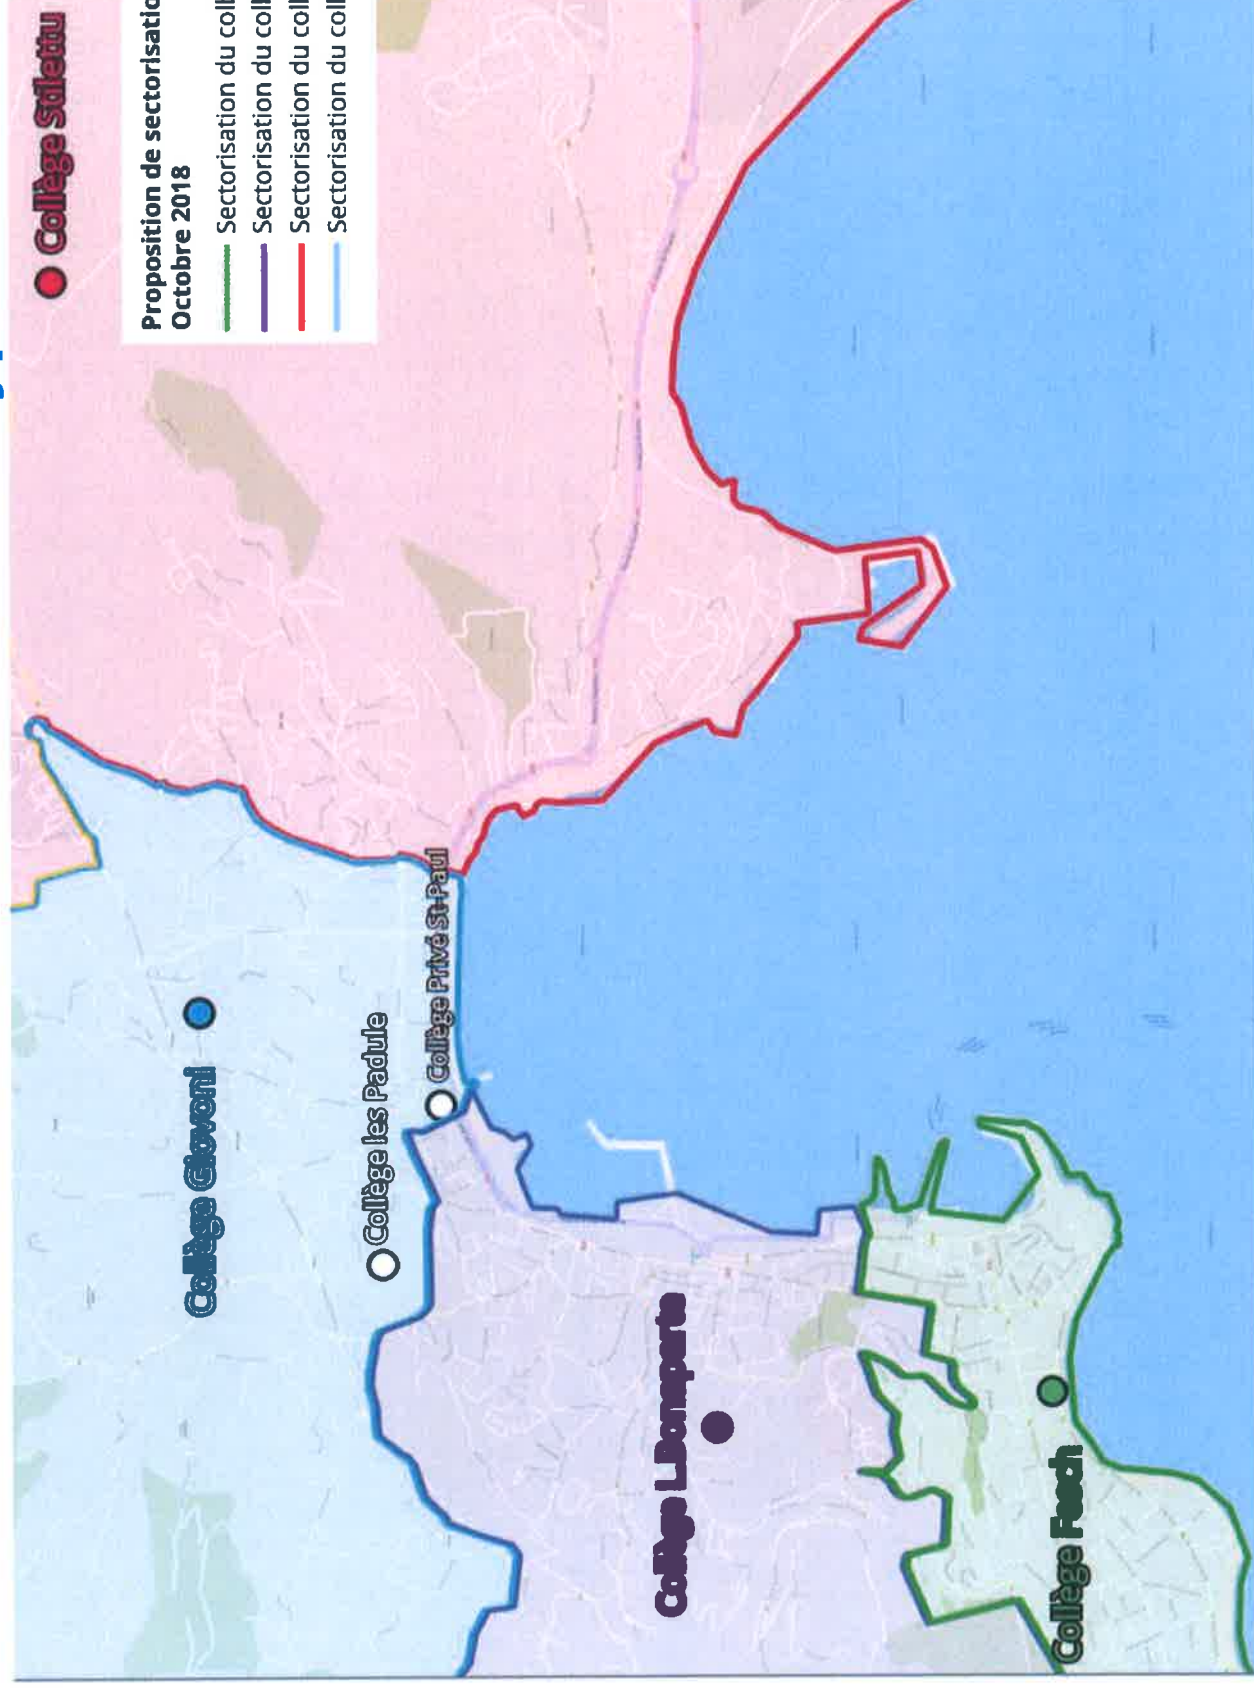 Collège Stilettu
Proposition de sectorisatio
Octobre 2018
Sectorisation du coll
Sectorisation du coll
Sectorisation du coll
Sectorisation du coll
Collège Giovoni
Collège les Padule
Collège Privé St-Paul
Collège L.Bonaparte
Collège Fesch